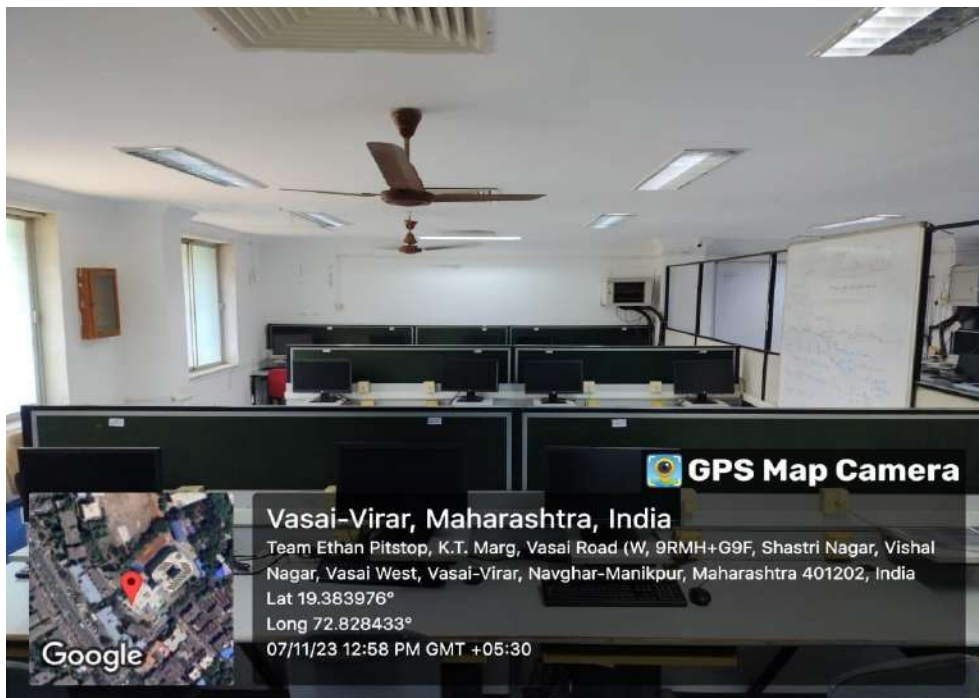 GPS Map Camera
Vasai-Virar, Maharashtra, India
Team Ethan Pitstop, K.T. Marg, Vasai Road (W, 9RMH+G9F, Shastri Nagar, Vishal
Nagar, Vasai West, Vasai-Virar, Navghar-Manikpur, Maharashtra 401202, India
Lat 19.383976°
Long 72.828433°
07/11/23 12:58 PM GMT +05:30
Google